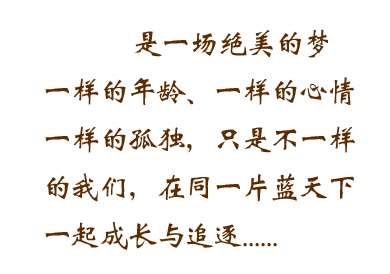 是一场绝美的梦
一样的年龄、一样的心情
一样的孤独，只是不一样
的我们，在同一片蓝天下
一起成长与追逐......